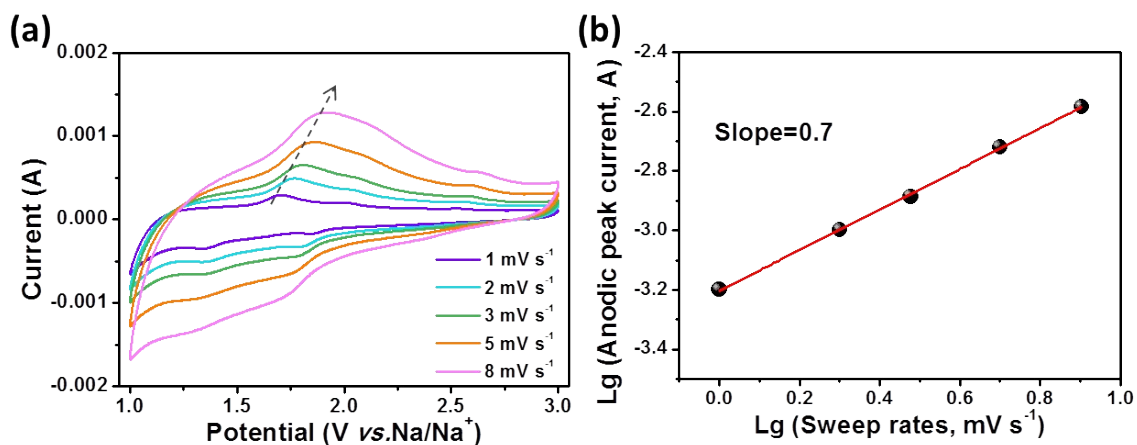 (a)
0.002
0.001
0.000
-0.001
-0.002
Current (A)
1 mV s⁻¹
2 mV s⁻¹
3 mV s⁻¹
5 mV s⁻¹
8 mV s⁻¹
1.0 1.5 2.0 2.5 3.0
Potential (V vs.Na/Na⁺)
(b)
-2.4
-2.6
-2.8
-3.0
-3.2
-3.4
Lg (Anodic peak current, A)
Slope=0.7
0.0 0.2 0.4 0.6 0.8 1.0
Lg (Sweep rates, mV s⁻¹)